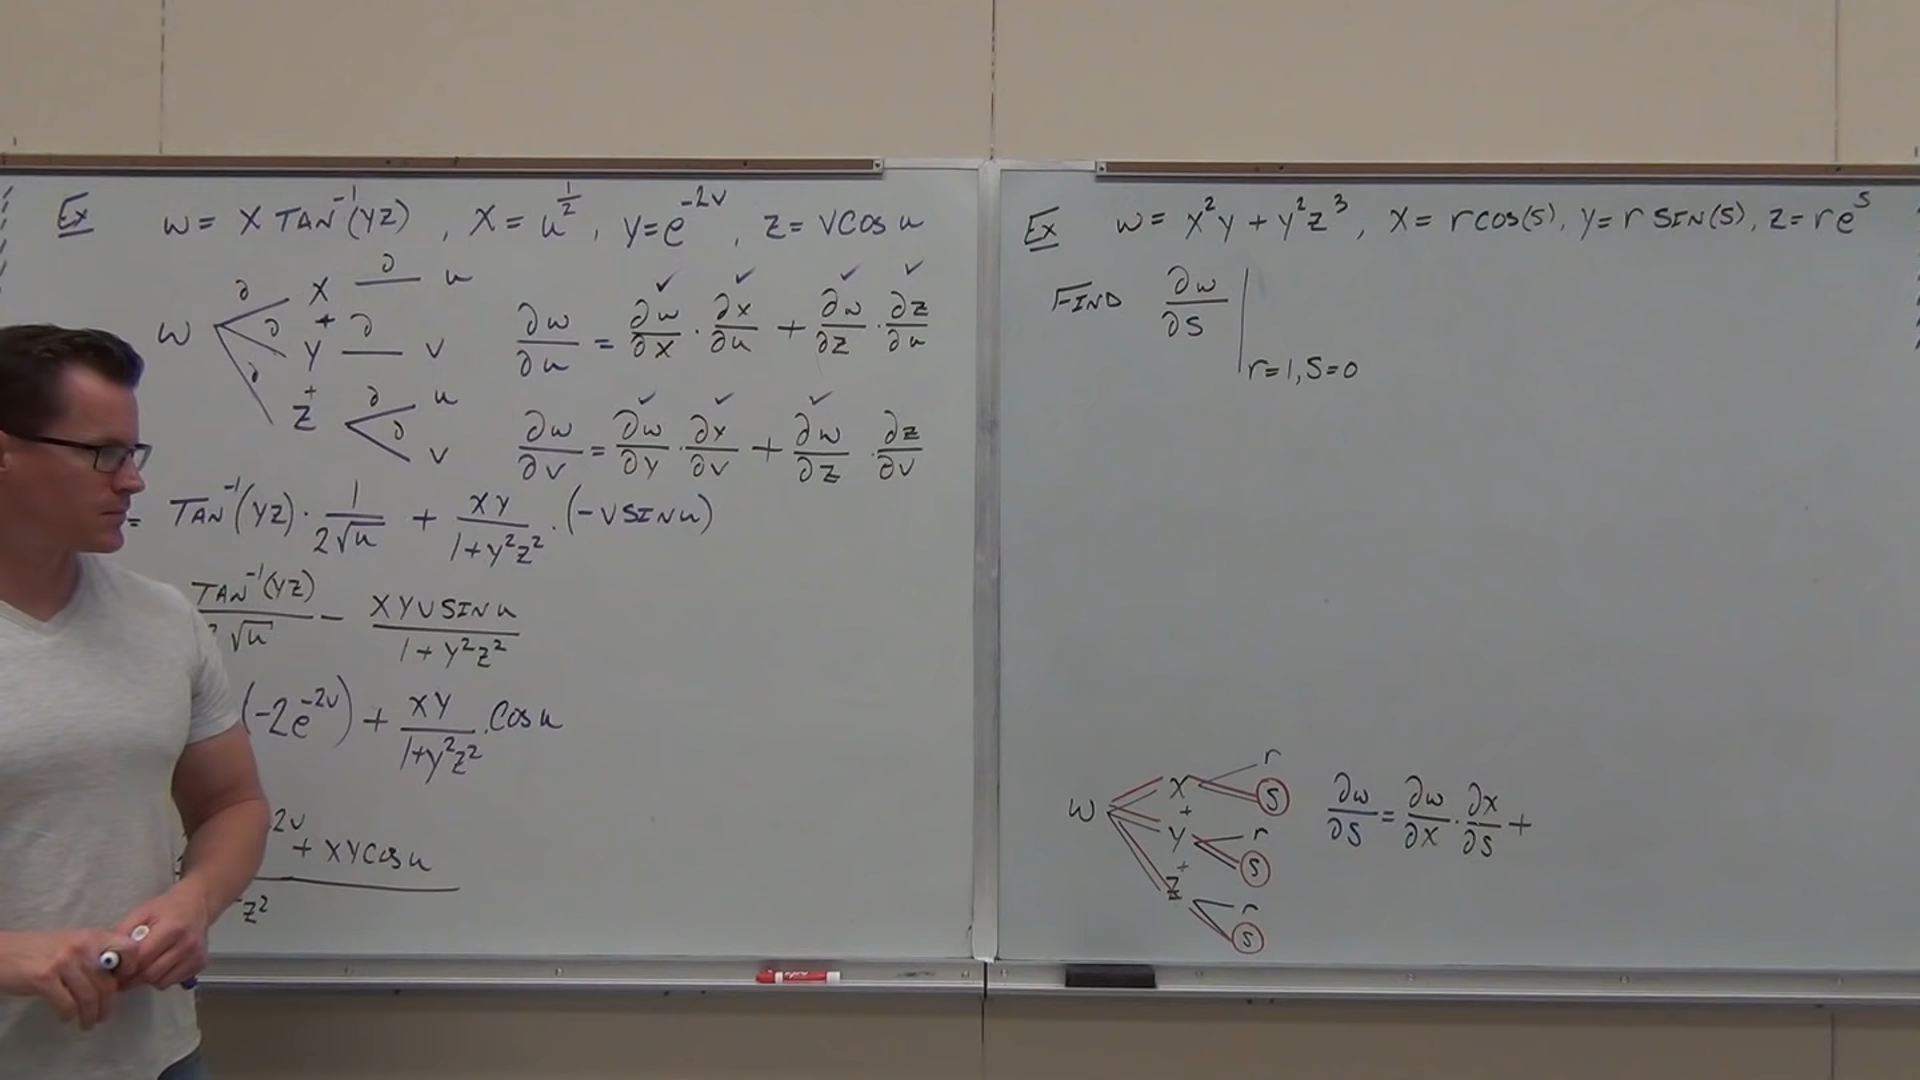 Ex w = x TAN⁻¹(yz) , x = u^(1/2) , y = e^(-2v) , z = v cos u
w
∂ x ∂ u
+
∂ y ∂ v
+
∂ z ∂ u
∂ v
∂w/∂u = ∂w/∂x · ∂x/∂u + ∂w/∂z · ∂z/∂u
✓ ✓ ✓ ✓
∂w/∂v = ∂w/∂y · ∂x/∂v + ∂w/∂z · ∂z/∂v
✓ ✓ ✓
= TAN⁻¹(yz) · 1/(2√u) + xy/(1+y²z²) · (-v SIN u)
TAN⁻¹(yz)/√u − xyv SIN u/(1+y²z²)
(-2e^(-2v)) + xy/(1+y²z²) · cos u
2v + xy cos u
z²
Ex w = x²y + y²z³ , x = r cos(s), y = r SIN(s), z = re^s
FIND ∂w/∂s | r=1, s=0
w
x r
s
+
y r
s
+
z r
s
∂w/∂s = ∂w/∂x · ∂x/∂s +